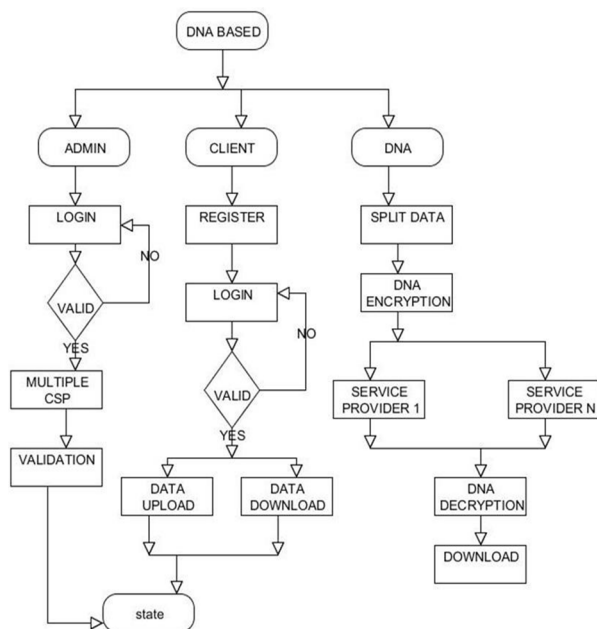 DNA BASED
ADMIN
CLIENT
DNA
LOGIN
REGISTER
SPLIT DATA
NO
VALID
LOGIN
DNA
ENCRYPTION
NO
YES
MULTIPLE
CSP
VALID
SERVICE
PROVIDER 1
SERVICE
PROVIDER N
YES
VALIDATION
DATA
UPLOAD
DATA
DOWNLOAD
DNA
DECRYPTION
DOWNLOAD
state